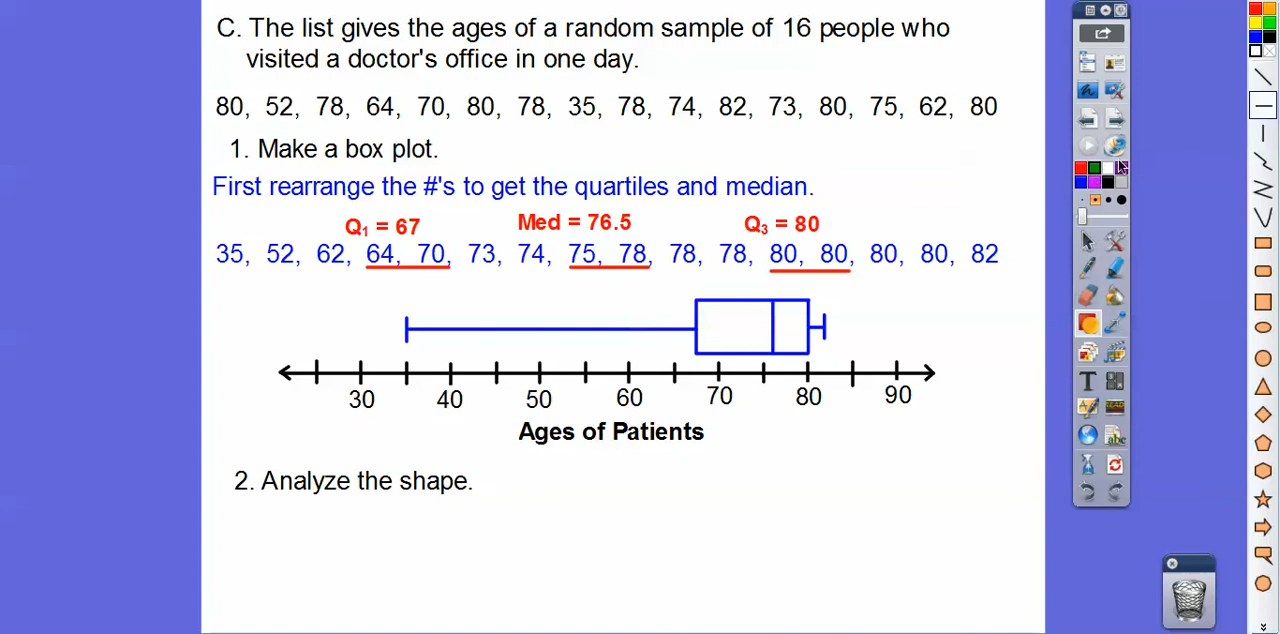 C. The list gives the ages of a random sample of 16 people who
visited a doctor's office in one day.
80, 52, 78, 64, 70, 80, 78, 35, 78, 74, 82, 73, 80, 75, 62, 80
1. Make a box plot.
First rearrange the #'s to get the quartiles and median.
Q₁ = 67 Med = 76.5 Q₃ = 80
35, 52, 62, 64, 70, 73, 74, 75, 78, 78, 78, 80, 80, 80, 80, 82
30 40 50 60 70 80 90
Ages of Patients
2. Analyze the shape.